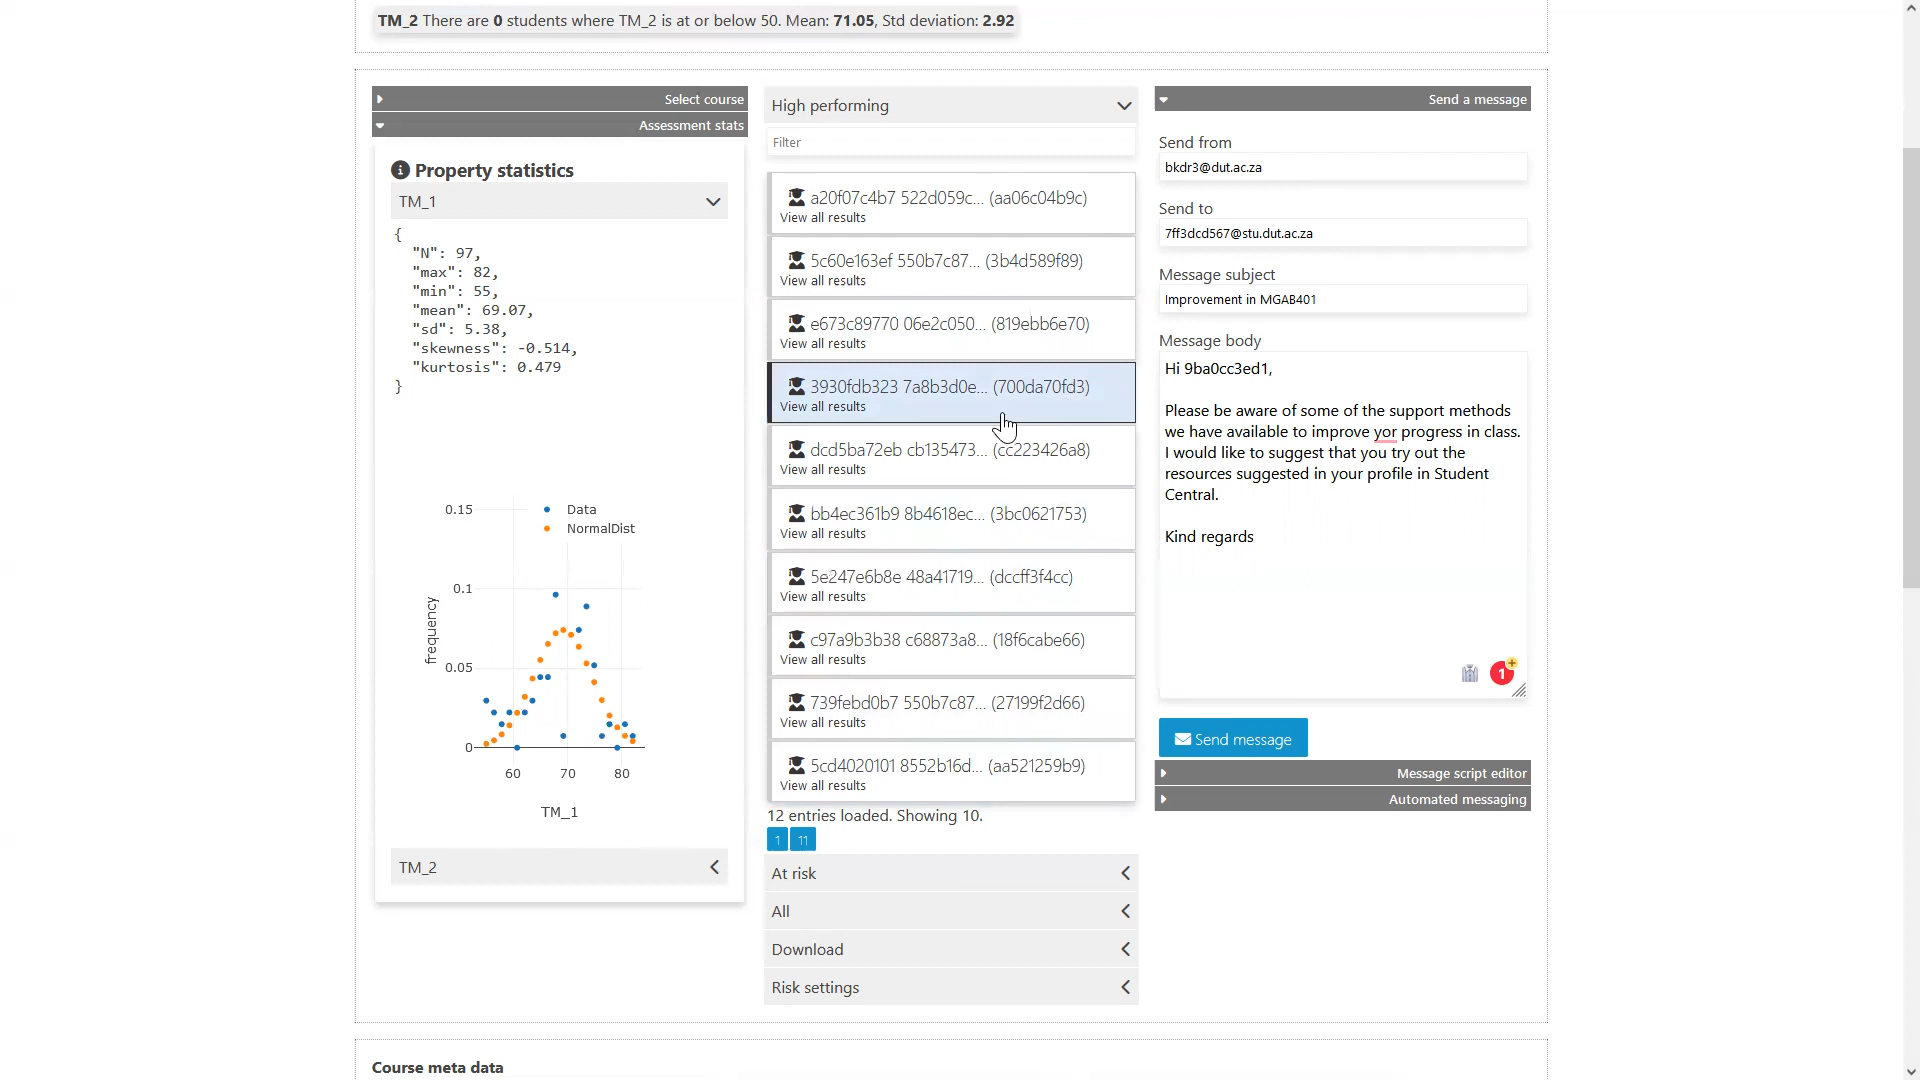 TM_2 There are 0 students where TM_2 is at or below 50. Mean: 71.05, Std deviation: 2.92
Select course
Assessment stats
Property statistics
TM_1
{
"N": 97,
"max": 82,
"min": 55,
"mean": 69.07,
"sd": 5.38,
"skewness": -0.514,
"kurtosis": 0.479
}
0.15
0.1
0.05
0
frequency
Data
NormalDist
60 70 80
TM_1
TM_2
High performing
Filter
a20f07c4b7 522d059c... (aa06c04b9c)
View all results
5c60e163ef 550b7c87... (3b4d589f89)
View all results
e673c89770 06e2c050... (819ebb6e70)
View all results
3930fdb323 7a8b3d0e... (700da70fd3)
View all results
dcd5ba72eb cb135473... (cc223426a8)
View all results
bb4ec361b9 8b4618ec... (3bc0621753)
View all results
5e247e6b8e 48a41719... (dccff3f4cc)
View all results
c97a9b3b38 c68873a8... (18f6cabe66)
View all results
739febd0b7 550b7c87... (27199f2d66)
View all results
5cd4020101 8552b16d... (aa521259b9)
View all results
12 entries loaded. Showing 10.
1 11
At risk
All
Download
Risk settings
Send a message
Send from
bkdr3@dut.ac.za
Send to
7ff3dcd567@stu.dut.ac.za
Message subject
Improvement in MGAB401
Message body
Hi 9ba0cc3ed1,
Please be aware of some of the support methods
we have available to improve yor progress in class.
I would like to suggest that you try out the
resources suggested in your profile in Student
Central.
Kind regards
1
Send message
Message script editor
Automated messaging
Course meta data